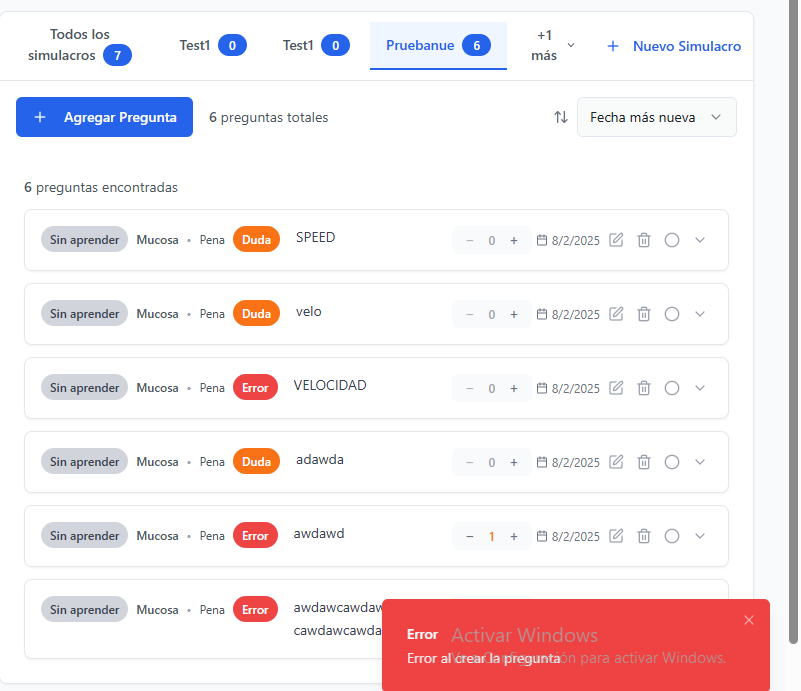 Todos los
simulacros 7
Test1 0
Test1 0
Pruebanue 6
+1
más
+ Nuevo Simulacro
+ Agregar Pregunta
6 preguntas totales
Fecha más nueva
6 preguntas encontradas
Sin aprender Mucosa • Pena Duda SPEED − 0 + 8/2/2025
Sin aprender Mucosa • Pena Duda velo − 0 + 8/2/2025
Sin aprender Mucosa • Pena Error VELOCIDAD − 0 + 8/2/2025
Sin aprender Mucosa • Pena Duda adawda − 0 + 8/2/2025
Sin aprender Mucosa • Pena Error awdawd − 1 + 8/2/2025
Sin aprender Mucosa • Pena Error awdawcawdaw
cawdawcawda
Error
Error al crear la pregunta
Activar Windows
Ve a Configuración para activar Windows.